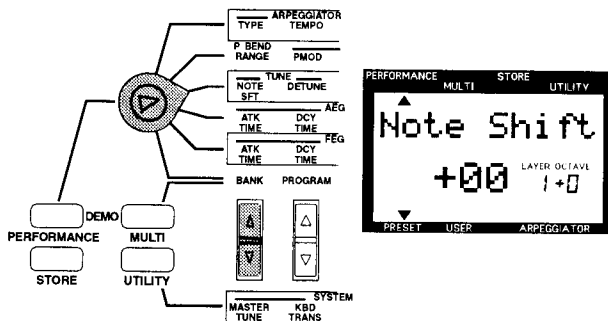 ARPEGGIATOR
TYPE TEMPO
P BEND
RANGE PMOD
TUNE
NOTE DETUNE
SFT
AEG
ATK DCY
TIME TIME
FEG
ATK DCY
TIME TIME
BANK PROGRAM
DEMO
PERFORMANCE MULTI
STORE UTILITY
SYSTEM
MASTER KBD
TUNE TRANS
PERFORMANCE STORE
MULTI UTILITY
Note Shift
LAYER OCTAVE
+00 1+0
PRESET USER ARPEGGIATOR